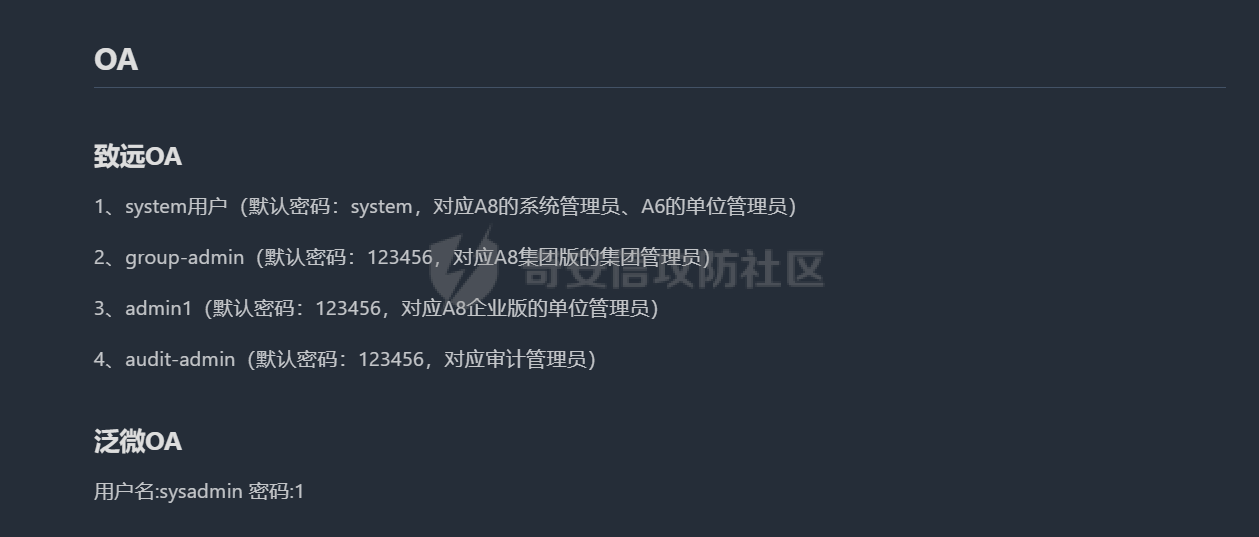 OA
致远OA
1、system用户（默认密码：system，对应A8的系统管理员、A6的单位管理员）
2、group-admin（默认密码：123456，对应A8集团版的集团管理员）
奇安信攻防社区
3、admin1（默认密码：123456，对应A8企业版的单位管理员）
4、audit-admin（默认密码：123456，对应审计管理员）
泛微OA
用户名:sysadmin 密码:1